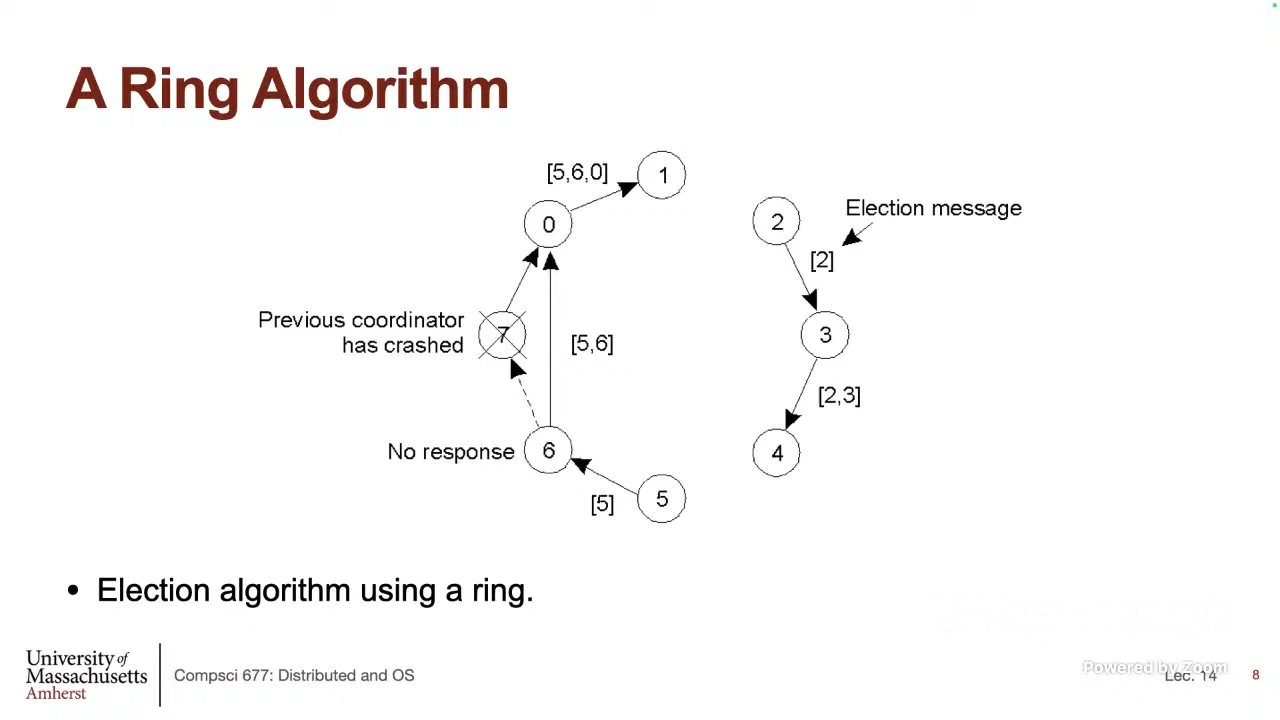 A Ring Algorithm
[5,6,0]
1
0
2
Election message
[2]
Previous coordinator
has crashed
7
[5,6]
3
[2,3]
No response
6
4
[5]
5
• Election algorithm using a ring.
University of
Massachusetts
Amherst
Compsci 677: Distributed and OS
Powered by Zoom
Lec. 14
8